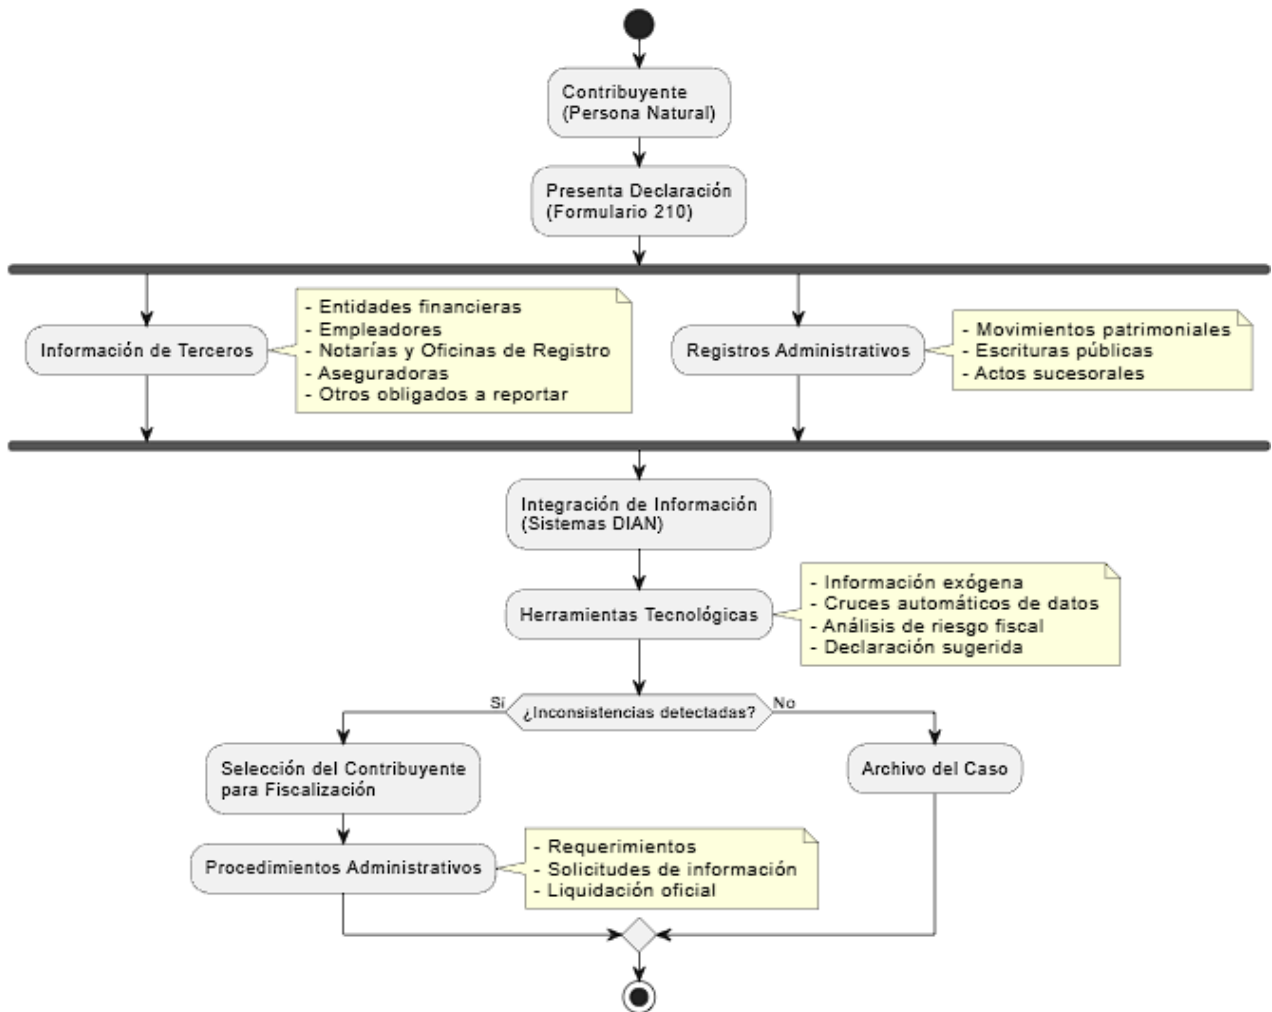 Contribuyente
(Persona Natural)
Presenta Declaración
(Formulario 210)
Información de Terceros
- Entidades financieras
- Empleadores
- Notarías y Oficinas de Registro
- Aseguradoras
- Otros obligados a reportar
Registros Administrativos
- Movimientos patrimoniales
- Escrituras públicas
- Actos sucesorales
Integración de Información
(Sistemas DIAN)
Herramientas Tecnológicas
- Información exógena
- Cruces automáticos de datos
- Análisis de riesgo fiscal
- Declaración sugerida
Sí
¿Inconsistencias detectadas?
No
Selección del Contribuyente
para Fiscalización
Archivo del Caso
Procedimientos Administrativos
- Requerimientos
- Solicitudes de información
- Liquidación oficial